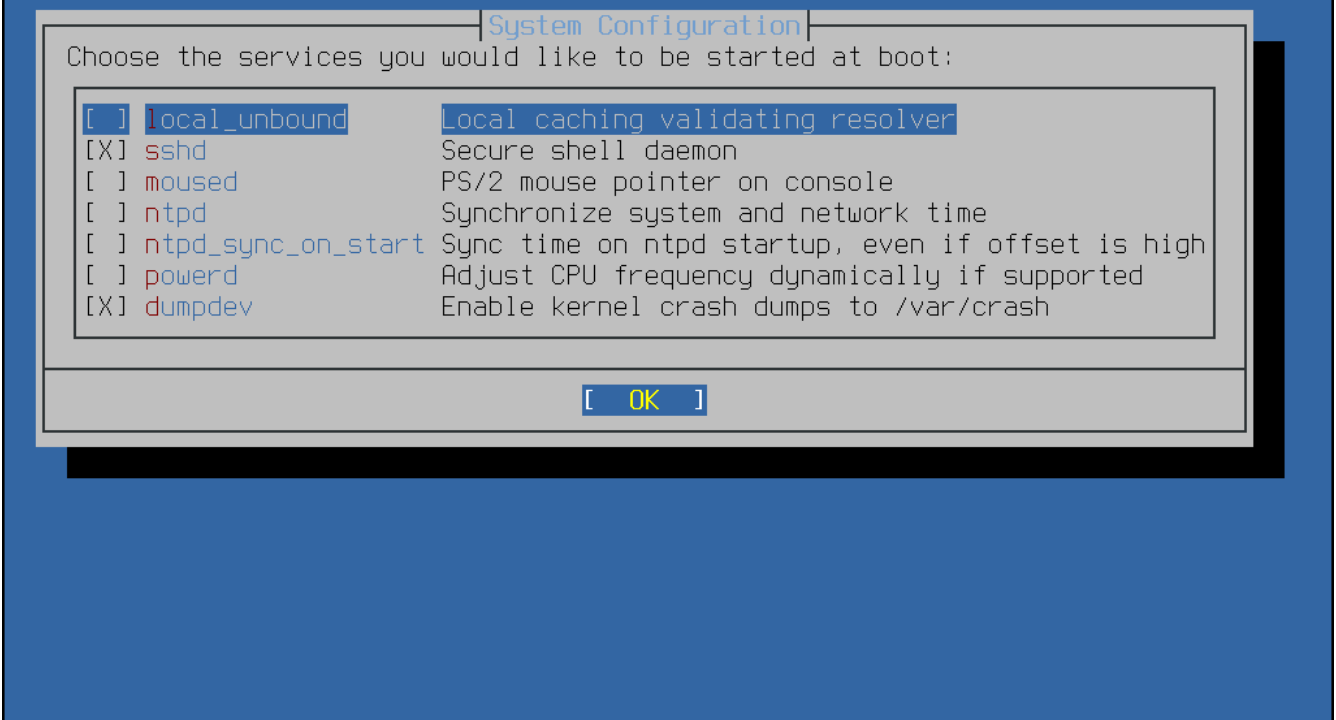 System Configuration
Choose the services you would like to be started at boot:
[ ] local_unbound Local caching validating resolver
[X] sshd Secure shell daemon
[ ] moused PS/2 mouse pointer on console
[ ] ntpd Synchronize system and network time
[ ] ntpd_sync_on_start Sync time on ntpd startup, even if offset is high
[ ] powerd Adjust CPU frequency dynamically if supported
[X] dumpdev Enable kernel crash dumps to /var/crash
[ OK ]